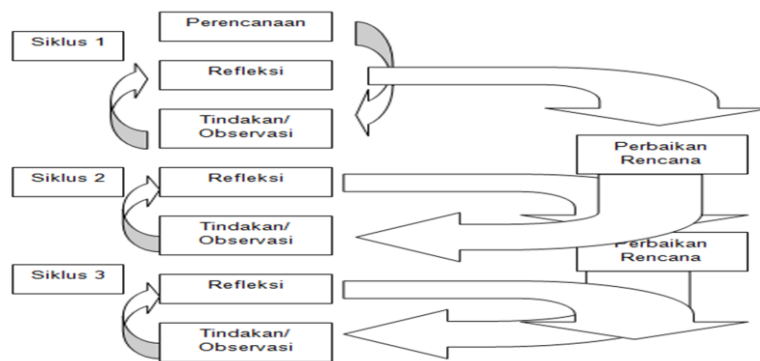 Siklus 1
Perencanaan
Refleksi
Tindakan/
Observasi
Perbaikan
Rencana
Siklus 2
Refleksi
Tindakan/
Observasi
Perbaikan
Rencana
Siklus 3
Refleksi
Tindakan/
Observasi